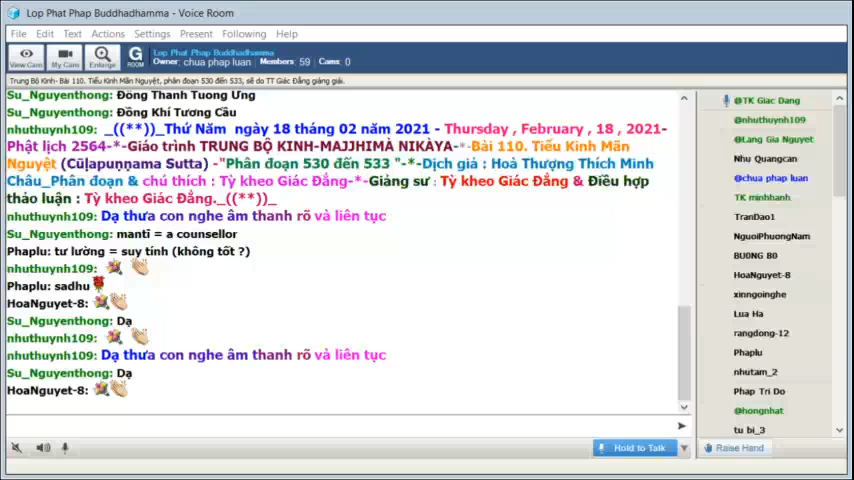 Lop Phat Phap Buddhadhamma - Voice Room
File Edit Text Actions Settings Present Following Help
View Cam My Cam Enlarge G ROOM
Lop Phat Phap Buddhadhamma
Owner: chua phap luan Members: 59 Cams: 0
Trung Bộ Kinh- Bài 110. Tiểu Kinh Mãn Nguyệt, phân đoạn 530 đến 533, sẽ do TT Giác Đẳng giảng giải.
Su_Nguyenthong: Đồng Thanh Tuong Ưng
Su_Nguyenthong: Đồng Khí Tương Cầu
nhuthuynh109: _((**))_Thứ Năm ngày 18 tháng 02 năm 2021 - Thursday , February , 18 , 2021-
Phật lịch 2564-*-Giáo trình TRUNG BỘ KINH-MAJJHIMÀ NIKÀYA-*-Bài 110. Tiểu Kinh Mãn
Nguyệt (Cūḷapuṇṇama Sutta) -"Phân đoạn 530 đến 533 "-*-Dịch giả : Hoà Thượng Thích Minh
Châu_Phân đoạn & chú thích : Tỳ kheo Giác Đẳng-*-Giảng sư : Tỳ kheo Giác Đẳng & Điều hợp
thảo luận : Tỳ kheo Giác Đẳng._((**))_
nhuthuynh109: Dạ thưa con nghe âm thanh rõ và liên tục
Su_Nguyenthong: mantī = a counsellor
Phaplu: tư lường = suy tính (không tốt ?)
nhuthuynh109:
Phaplu: sadhu
HoaNguyet-8:
Su_Nguyenthong: Dạ
nhuthuynh109:
nhuthuynh109: Dạ thưa con nghe âm thanh rõ và liên tục
Su_Nguyenthong: Dạ
HoaNguyet-8:
Hold to Talk
@TK Giac Dang
@nhuthuynh109
@Lang Gia Nguyet
Nhu Quangcan
@chua phap luan
TK minhhanh
TranDao1
NguoiPhuongNam
BU0NG B0
HoaNguyet-8
xinngoinghe
Lua Ha
rangdong-12
Phaplu
nhutam_2
Phap Tri Do
@hongnhat
tu bi_3
Raise Hand